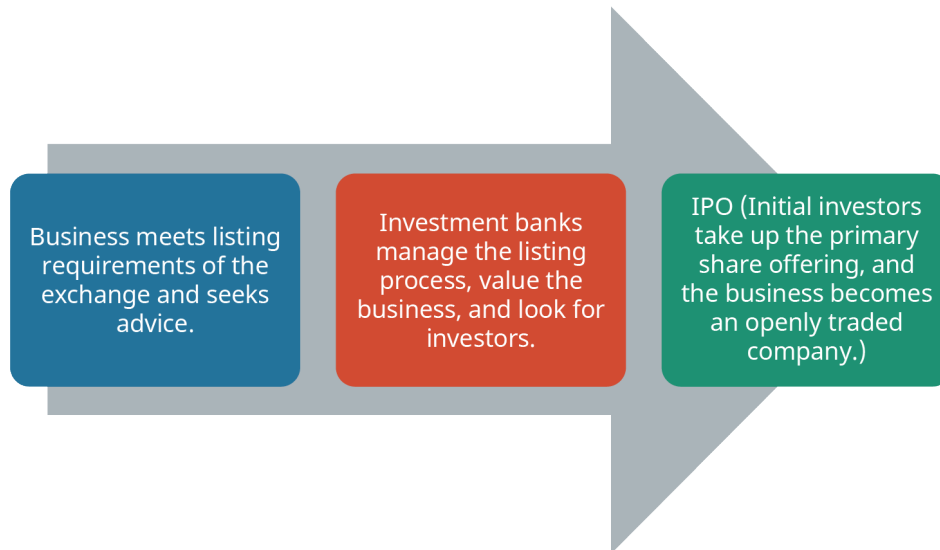 Business meets listing
requirements of the
exchange and seeks
advice.
Investment banks
manage the listing
process, value the
business, and look for
investors.
IPO (Initial investors
take up the primary
share offering, and
the business becomes
an openly traded
company.)